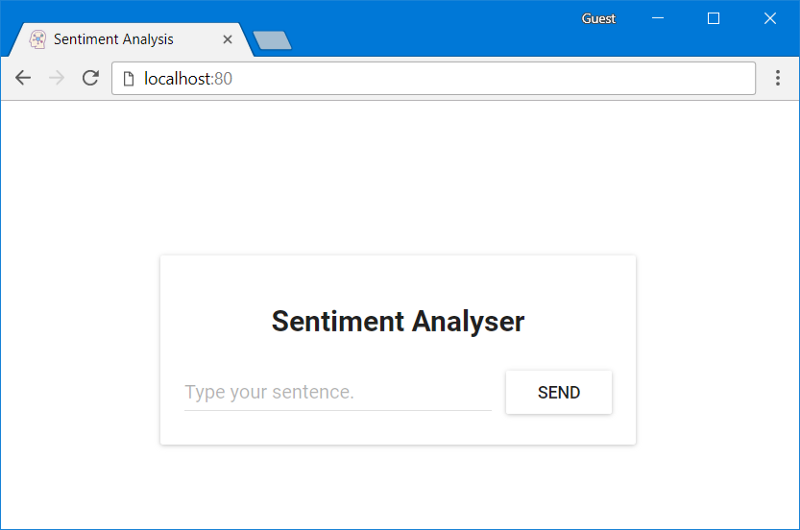 Guest
Sentiment Analysis
localhost:80
Sentiment Analyser
Type your sentence.
SEND